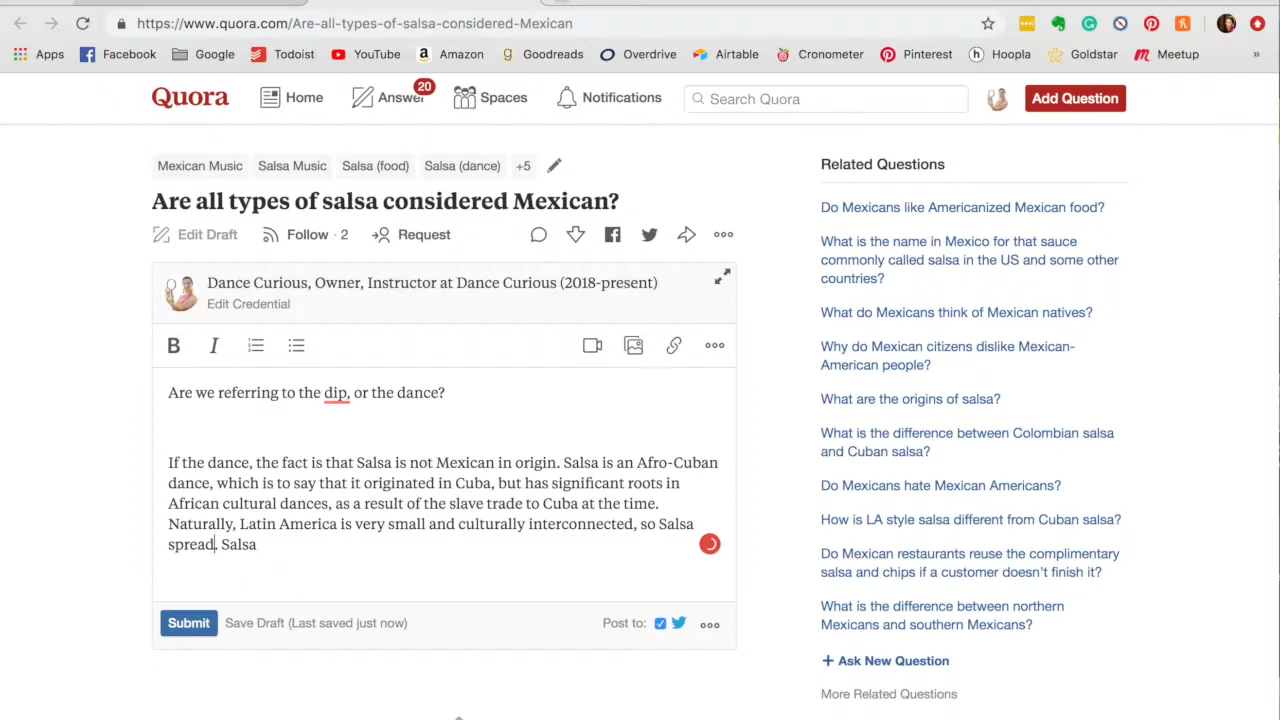 https://www.quora.com/Are-all-types-of-salsa-considered-Mexican
Apps Facebook Google Todoist YouTube Amazon Goodreads Overdrive Airtable Cronometer Pinterest Hoopla Goldstar Meetup »
Quora Home Answer 20 Spaces Notifications Search Quora Add Question
Mexican Music Salsa Music Salsa (food) Salsa (dance) +5
Are all types of salsa considered Mexican?
Edit Draft Follow · 2 Request
Dance Curious, Owner, Instructor at Dance Curious (2018-present)
Edit Credential
B I
Are we referring to the dip, or the dance?
If the dance, the fact is that Salsa is not Mexican in origin. Salsa is an Afro-Cuban
dance, which is to say that it originated in Cuba, but has significant roots in
African cultural dances, as a result of the slave trade to Cuba at the time.
Naturally, Latin America is very small and culturally interconnected, so Salsa
spread. Salsa
Submit Save Draft (Last saved just now) Post to:
Related Questions
Do Mexicans like Americanized Mexican food?
What is the name in Mexico for that sauce
commonly called salsa in the US and some other
countries?
What do Mexicans think of Mexican natives?
Why do Mexican citizens dislike Mexican-
American people?
What are the origins of salsa?
What is the difference between Colombian salsa
and Cuban salsa?
Do Mexicans hate Mexican Americans?
How is LA style salsa different from Cuban salsa?
Do Mexican restaurants reuse the complimentary
salsa and chips if a customer doesn't finish it?
What is the difference between northern
Mexicans and southern Mexicans?
+ Ask New Question
More Related Questions